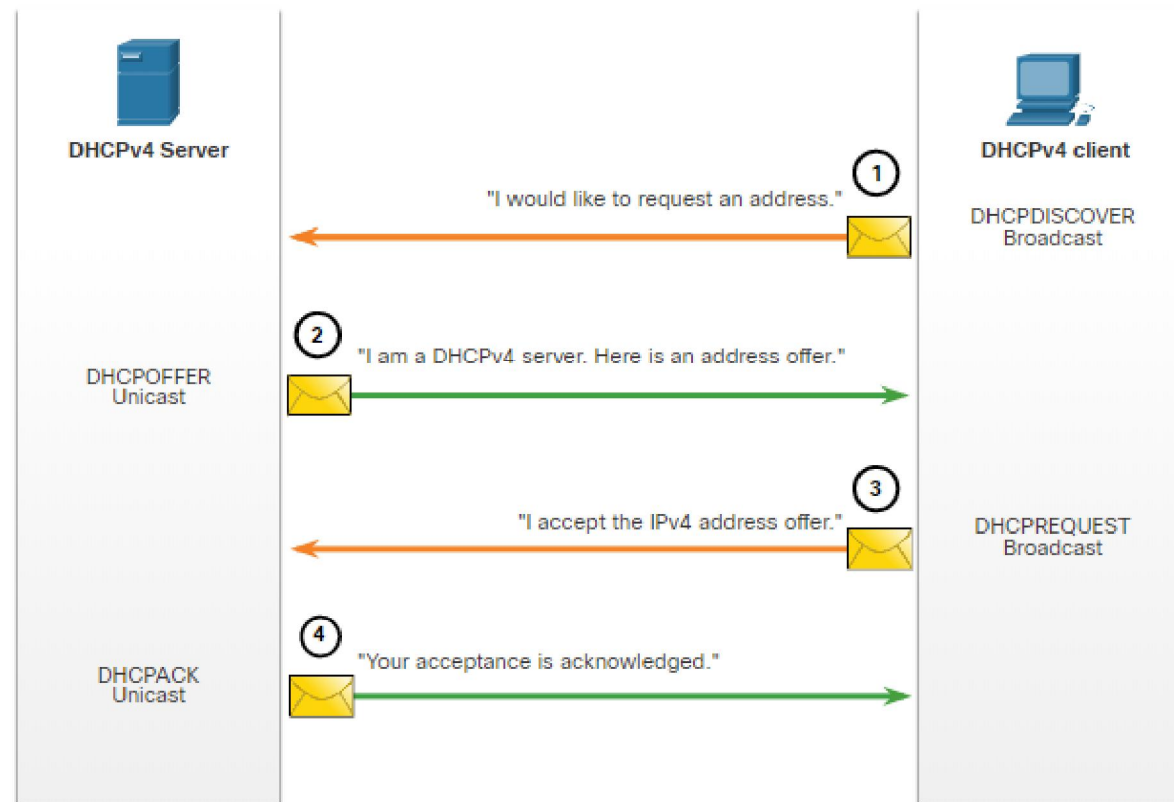 DHCPv4 Server
DHCPv4 client
1
"I would like to request an address."
DHCPDISCOVER
Broadcast
2
"I am a DHCPv4 server. Here is an address offer."
DHCPOFFER
Unicast
3
"I accept the IPv4 address offer."
DHCPREQUEST
Broadcast
4
"Your acceptance is acknowledged."
DHCPACK
Unicast